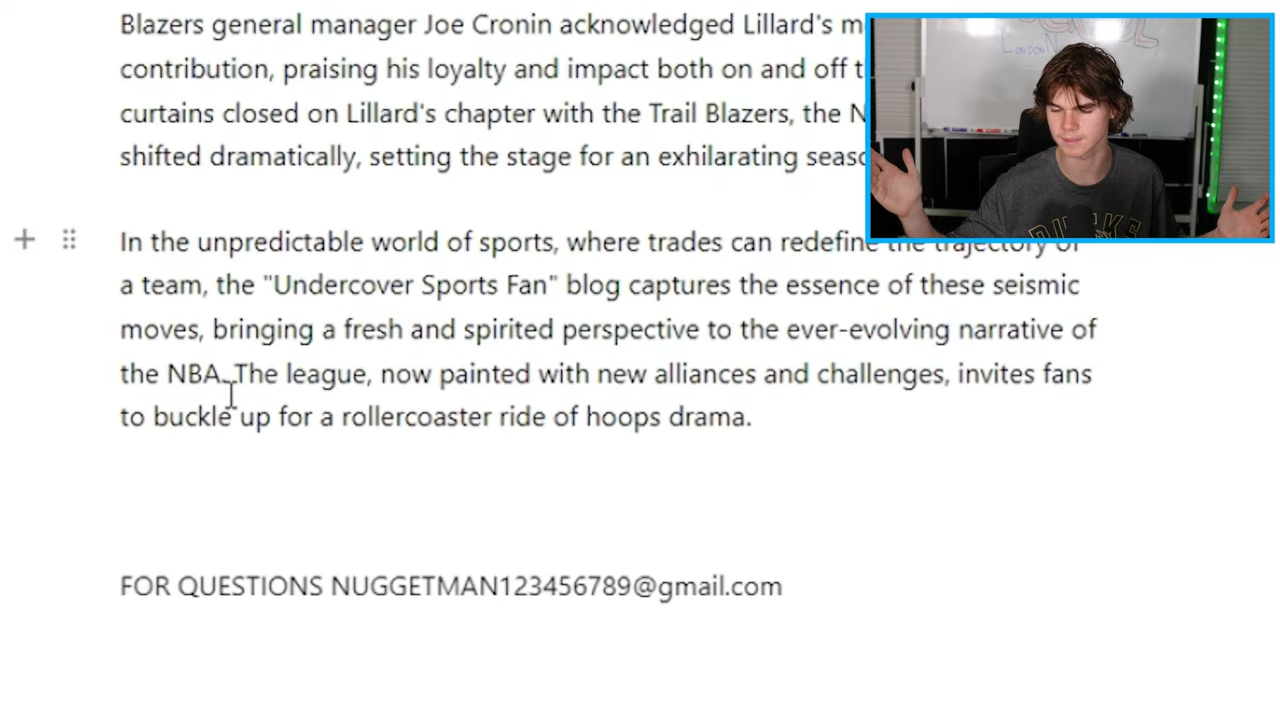 Blazers general manager Joe Cronin acknowledged Lillard's
contribution, praising his loyalty and impact both on and off
curtains closed on Lillard's chapter with the Trail Blazers, the
shifted dramatically, setting the stage for an exhilarating
In the unpredictable world of sports, where trades can redefine the trajectory of
a team, the "Undercover Sports Fan" blog captures the essence of these seismic
moves, bringing a fresh and spirited perspective to the ever-evolving narrative of
the NBA. The league, now painted with new alliances and challenges, invites fans
to buckle up for a rollercoaster ride of hoops drama.
FOR QUESTIONS NUGGETMAN123456789@gmail.com
LONDON